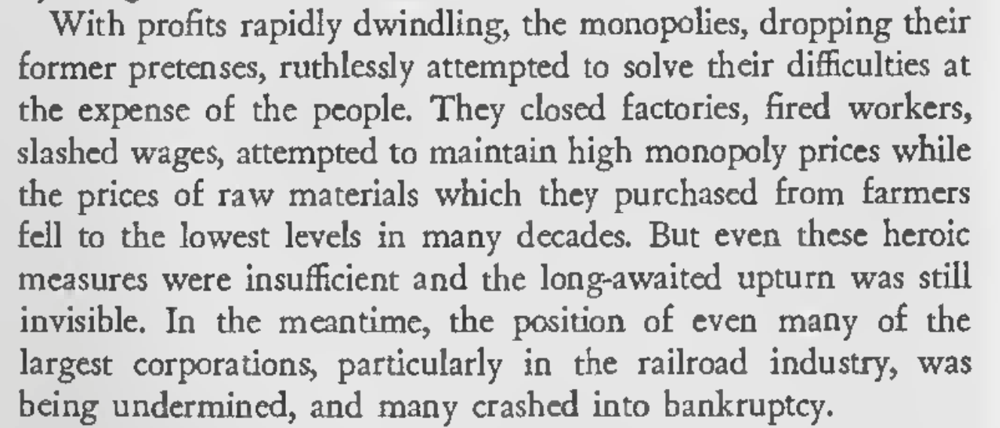 With profits rapidly dwindling, the monopolies, dropping their
former pretenses, ruthlessly attempted to solve their difficulties at
the expense of the people. They closed factories, fired workers,
slashed wages, attempted to maintain high monopoly prices while
the prices of raw materials which they purchased from farmers
fell to the lowest levels in many decades. But even these heroic
measures were insufficient and the long-awaited upturn was still
invisible. In the meantime, the position of even many of the
largest corporations, particularly in the railroad industry, was
being undermined, and many crashed into bankruptcy.